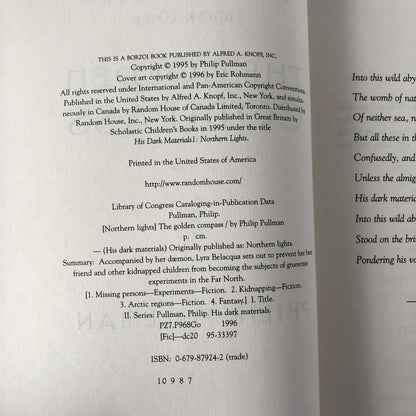 THIS IS A BORZOI BOOK PUBLISHED BY ALFRED A. KNOPF, INC.
Copyright © 1995 by Philip Pullman
Cover art copyright © 1996 by Eric Rohmann
All rights reserved under International and Pan-American Copyright Conventions.
Published in the United States by Alfred A. Knopf, Inc., New York, and simulta-
neously in Canada by Random House of Canada Limited, Toronto. Distributed by
Random House, Inc., New York. Originally published in Great Britain by
Scholastic Children's Books in 1995 under the title
His Dark Materials I: Northern Lights.
Printed in the United States of America
http://www.randomhouse.com/
Library of Congress Cataloging-in-Publication Data
Pullman, Philip.
[Northern lights] The golden compass / by Philip Pullman
p. cm.
— (His dark materials) Originally published as: Northern lights.
Summary: Accompanied by her dæmon, Lyra Belacqua sets out to prevent her best
friend and other kidnapped children from becoming the subjects of gruesome
experiments in the Far North.
[1. Missing persons—Experiments—Fiction. 2. Kidnapping—Fiction.
3. Arctic regions—Fiction. 4. Fantasy.] I. Title.
II. Series: Pullman, Philip. His dark materials.
PZ7.P968Go 1996
[Fic]—dc20 95-33397
ISBN: 0-679-87924-2 (trade)
10 9 8 7
Into this wild aby
The womb of nat
Of neither sea, n
But all these in th
Confusedly, and
Unless the almig
His dark materia
Into this wild ab
Stood on the bri
Pondering his vo